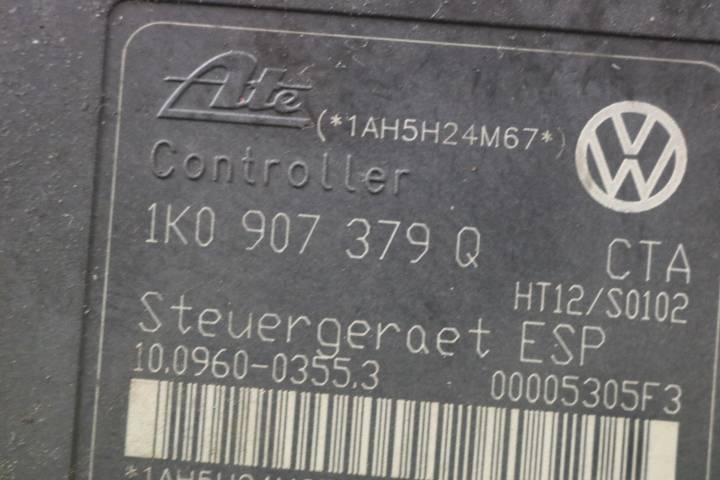 Ate (*1AH5H24M67*)
Controller
1K0 907 379 Q CTA
HT12/S0102
Steuergeraet ESP
10.0960-0355.3 00005305F3